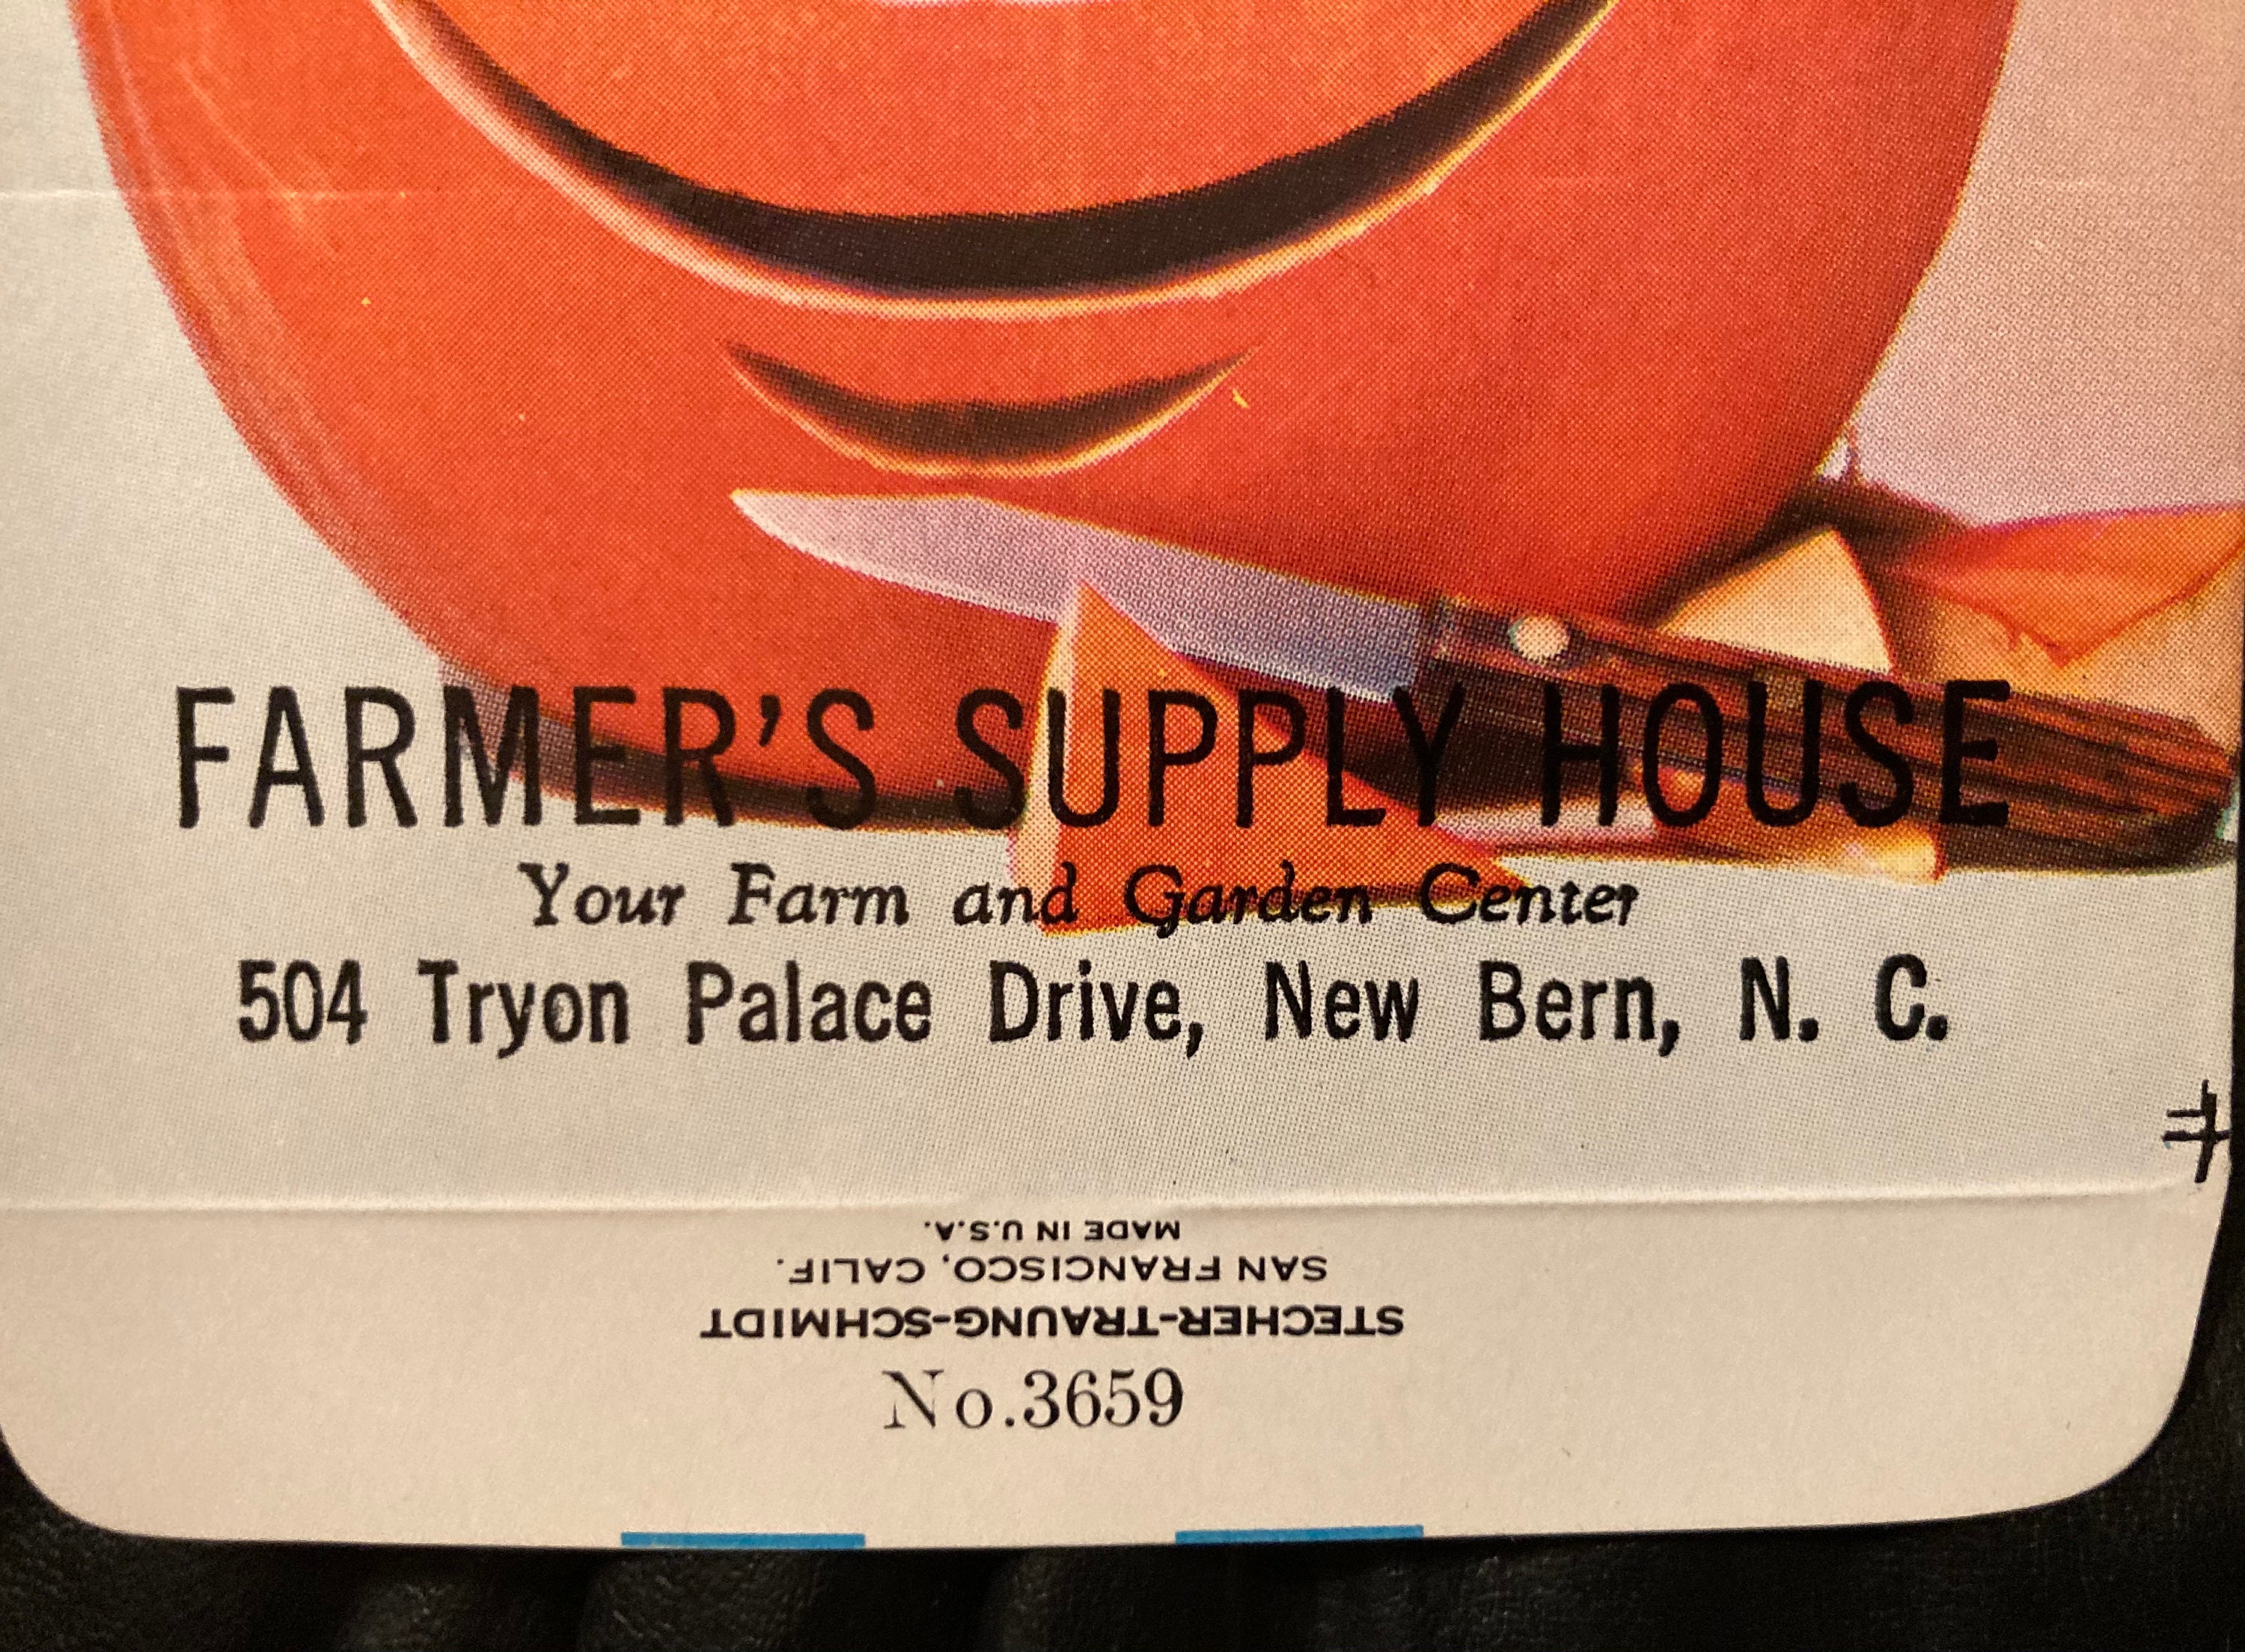 FARMER'S SUPPLY HOUSE
Your Farm and Garden Center
504 Tryon Palace Drive, New Bern, N. C.
#
STECHER-TRAUNG-SCHMIDT
SAN FRANCISCO, CALIF.
MADE IN U.S.A.
No.3659